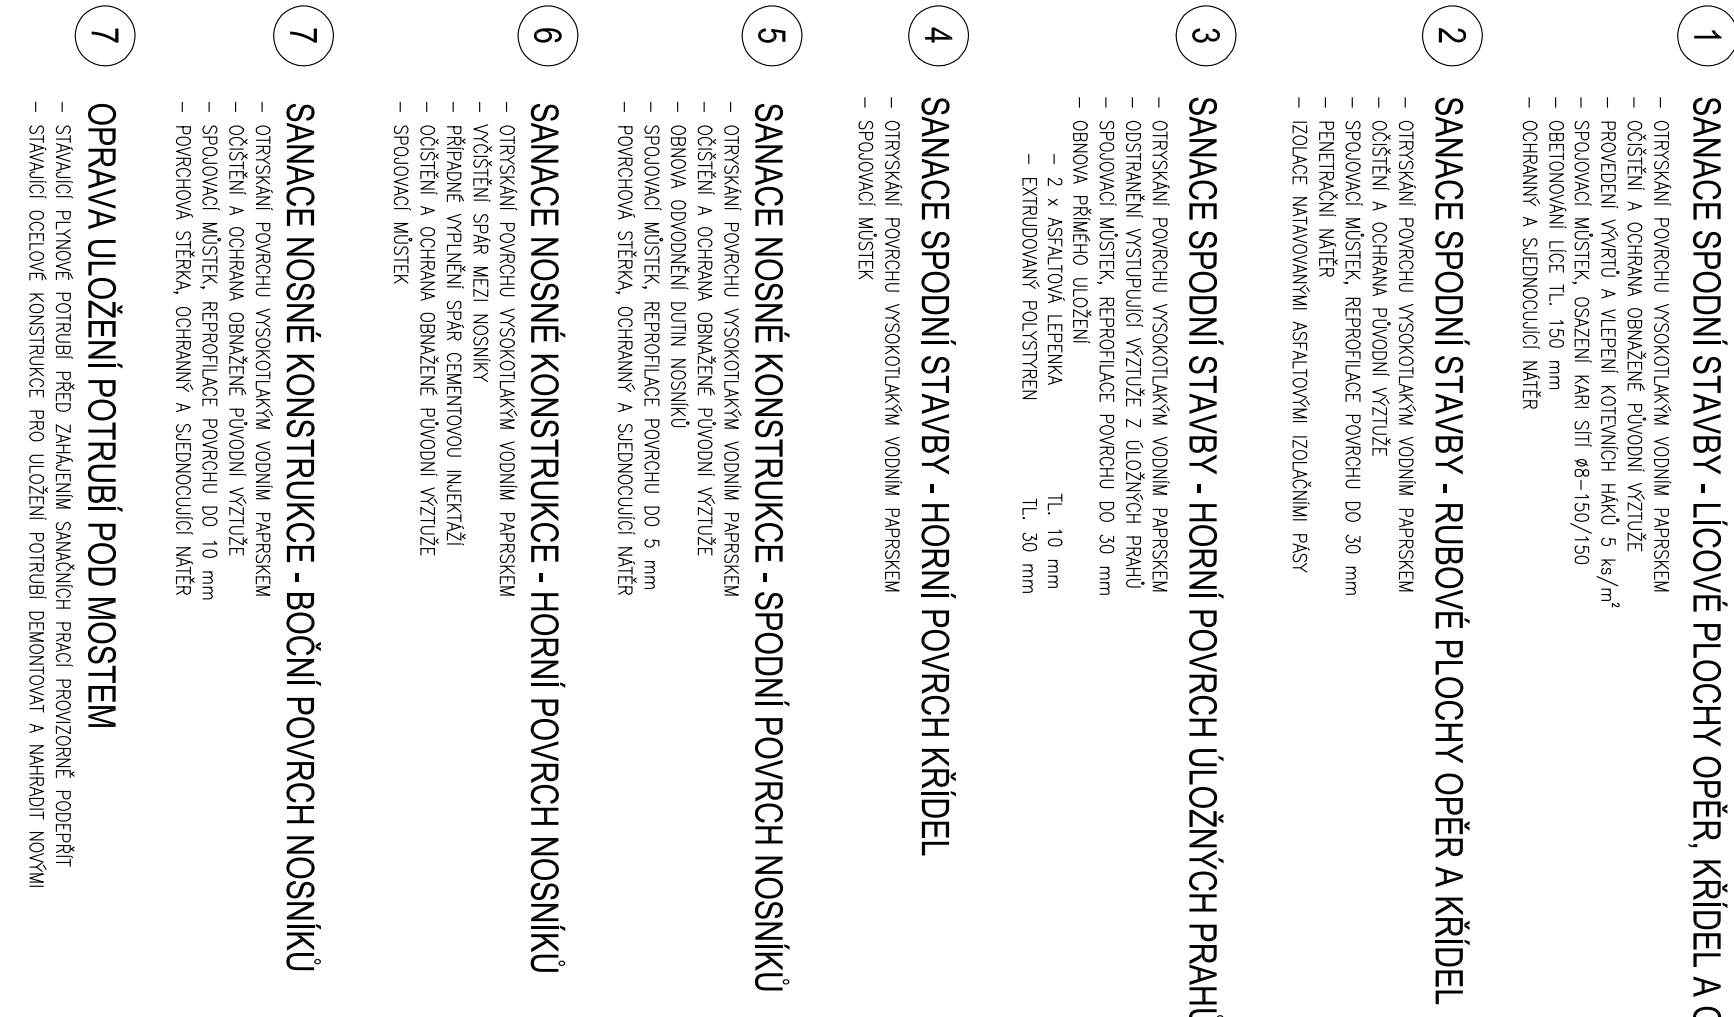 1
SANACE SPODNÍ STAVBY - LÍCOVÉ PLOCHY OPĚR, KŘÍDEL A
- OTRYSKÁNÍ POVRCHU VYSOKOTLAKÝM VODNÍM PAPRSKEM
- OČIŠTĚNÍ A OCHRANA OBNAŽENÉ PŮVODNÍ VÝZTUŽE
- PROVEDENÍ VÝVRTŮ A VLEPENÍ KOTEVNÍCH HÁKŮ 5 ks/m²
- SPOJOVACÍ MŮSTEK, OSAZENÍ KARI SÍTÍ ø8-150/150
- OBETONOVÁNÍ LÍCE TL. 150 mm
- OCHRANNÝ A SJEDNOCUJÍCÍ NÁTĚR
2
SANACE SPODNÍ STAVBY - RUBOVÉ PLOCHY OPĚR A KŘÍDEL
- OTRYSKÁNÍ POVRCHU VYSOKOTLAKÝM VODNÍM PAPRSKEM
- OČIŠTĚNÍ A OCHRANA PŮVODNÍ VÝZTUŽE
- SPOJOVACÍ MŮSTEK, REPROFILACE POVRCHU DO 30 mm
- PENETRAČNÍ NÁTĚR
- IZOLACE NATAVOVANÝMI ASFALTOVÝMI IZOLAČNÍMI PÁSY
3
SANACE SPODNÍ STAVBY - HORNÍ POVRCH ÚLOŽNÝCH PRAHŮ
- OTRYSKÁNÍ POVRCHU VYSOKOTLAKÝM VODNÍM PAPRSKEM
- ODSTRANĚNÍ VYSTUPUJÍCÍ VÝZTUŽE Z ÚLOŽNÝCH PRAHŮ
- SPOJOVACÍ MŮSTEK, REPROFILACE POVRCHU DO 30 mm
- OBNOVA PŘÍMÉHO ULOŽENÍ
- 2 x ASFALTOVÁ LEPENKA TL. 10 mm
- EXTRUDOVANÝ POLYSTYREN TL. 30 mm
4
SANACE SPODNÍ STAVBY - HORNÍ POVRCH KŘÍDEL
- OTRYSKÁNÍ POVRCHU VYSOKOTLAKÝM VODNÍM PAPRSKEM
- SPOJOVACÍ MŮSTEK
5
SANACE NOSNÉ KONSTRUKCE - SPODNÍ POVRCH NOSNÍKŮ
- OTRYSKÁNÍ POVRCHU VYSOKOTLAKÝM VODNÍM PAPRSKEM
- OČIŠTĚNÍ A OCHRANA OBNAŽENÉ PŮVODNÍ VÝZTUŽE
- OBNOVA ODVODNĚNÍ DUTIN NOSNÍKŮ
- SPOJOVACÍ MŮSTEK, REPROFILACE POVRCHU DO 5 mm
- POVRCHOVÁ STĚRKA, OCHRANNÝ A SJEDNOCUJÍCÍ NÁTĚR
6
SANACE NOSNÉ KONSTRUKCE - HORNÍ POVRCH NOSNÍKŮ
- OTRYSKÁNÍ POVRCHU VYSOKOTLAKÝM VODNÍM PAPRSKEM
- VYČIŠTĚNÍ SPÁR MEZI NOSNÍKY
- PŘÍPADNÉ VYPLNĚNÍ SPÁR CEMENTOVOU INJEKTÁŽÍ
- OČIŠTĚNÍ A OCHRANA OBNAŽENÉ PŮVODNÍ VÝZTUŽE
- SPOJOVACÍ MŮSTEK
7
SANACE NOSNÉ KONSTRUKCE - BOČNÍ POVRCH NOSNÍKŮ
- OTRYSKÁNÍ POVRCHU VYSOKOTLAKÝM VODNÍM PAPRSKEM
- OČIŠTĚNÍ A OCHRANA OBNAŽENÉ PŮVODNÍ VÝZTUŽE
- SPOJOVACÍ MŮSTEK, REPROFILACE POVRCHU DO 10 mm
- POVRCHOVÁ STĚRKA, OCHRANNÝ A SJEDNOCUJÍCÍ NÁTĚR
7
OPRAVA ULOŽENÍ POTRUBÍ POD MOSTEM
- STÁVAJÍCÍ PLYNOVÉ POTRUBÍ PŘED ZAHÁJENÍM SANAČNÍCH PRACÍ PROVIZORNĚ PODEPŘÍT
- STÁVAJÍCÍ OCELOVÉ KONSTRUKCE PRO ULOŽENÍ POTRUBÍ DEMONTOVAT A NAHRADIT NOVÝMI